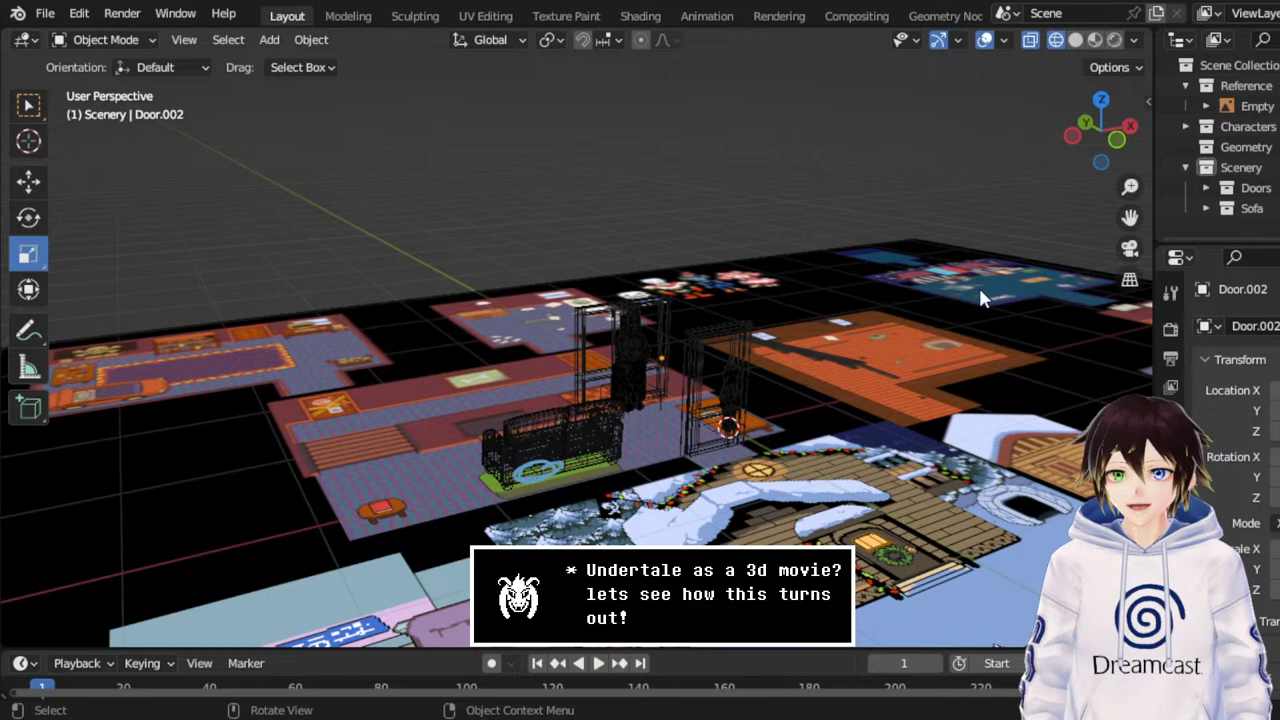 File Edit Render Window Help Layout Modeling Sculpting UV Editing Texture Paint Shading Animation Rendering Compositing Geometry Noc Scene ViewLaye
Object Mode View Select Add Object Global
Orientation: Default Drag: Select Box Options
User Perspective
(1) Scenery | Door.002
Z
Y
X
Scene Collectio
Reference
Empty
Characters
Geometry
Scenery
Doors
Sofa
Door.002
Door.002
Transform
Location X
Y
Z
Rotation X
Y
Z
Mode
ale X
Y
Z
Tra
* Undertale as a 3d movie?
lets see how this turns
out!
Dreamcast
Playback Keying View Marker 1 Start
1 20 40 60 80 100 120 140 160 180 200 220
Select Rotate View Object Context Menu